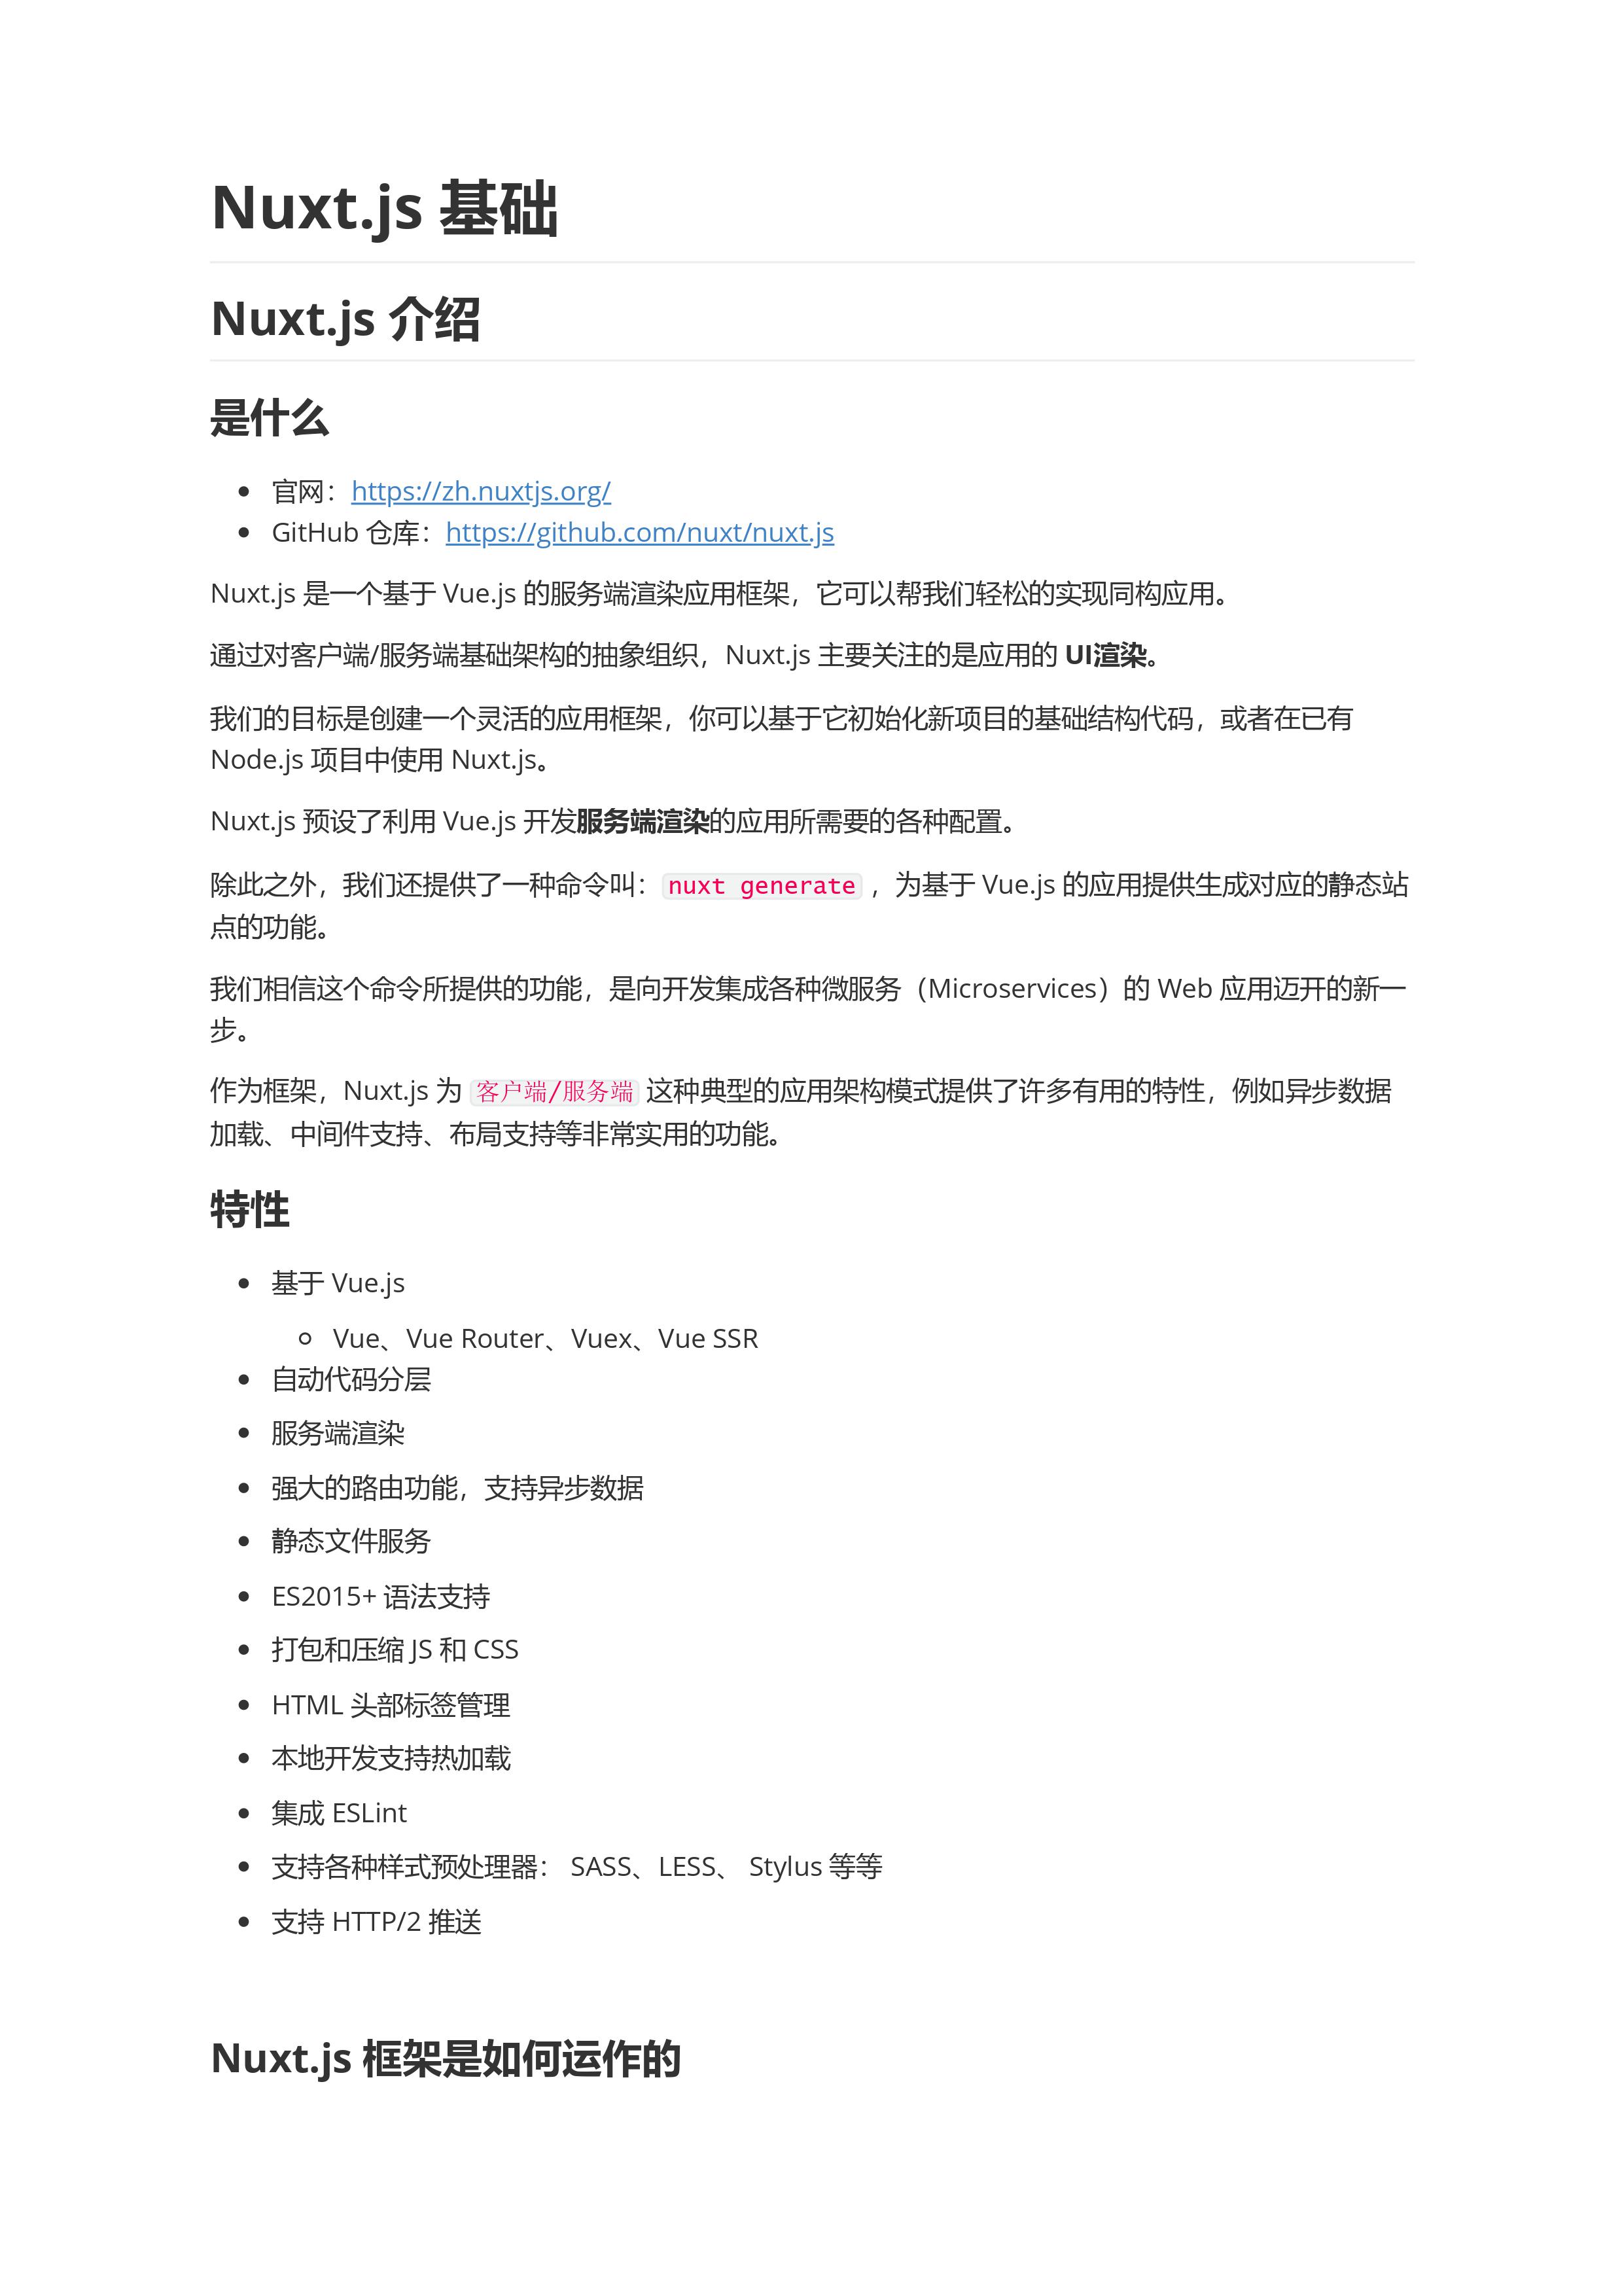 Nuxt.js 基础
Nuxt.js 介绍
是什么
官网：https://zh.nuxtjs.org/
GitHub 仓库：https://github.com/nuxt/nuxt.js
Nuxt.js 是一个基于 Vue.js 的服务端渲染应用框架，它可以帮我们轻松的实现同构应用。
通过对客户端/服务端基础架构的抽象组织，Nuxt.js 主要关注的是应用的 UI渲染。
我们的目标是创建一个灵活的应用框架，你可以基于它初始化新项目的基础结构代码，或者在已有
Node.js 项目中使用 Nuxt.js。
Nuxt.js 预设了利用 Vue.js 开发服务端渲染的应用所需要的各种配置。
除此之外，我们还提供了一种命令叫：nuxt generate ，为基于 Vue.js 的应用提供生成对应的静态站
点的功能。
我们相信这个命令所提供的功能，是向开发集成各种微服务（Microservices）的 Web 应用迈开的新一
步。
作为框架，Nuxt.js 为 客户端/服务端 这种典型的应用架构模式提供了许多有用的特性，例如异步数据
加载、中间件支持、布局支持等非常实用的功能。
特性
基于 Vue.js
Vue、Vue Router、Vuex、Vue SSR
自动代码分层
服务端渲染
强大的路由功能，支持异步数据
静态文件服务
ES2015+ 语法支持
打包和压缩 JS 和 CSS
HTML 头部标签管理
本地开发支持热加载
集成 ESLint
支持各种样式预处理器： SASS、LESS、 Stylus 等等
支持 HTTP/2 推送
Nuxt.js 框架是如何运作的